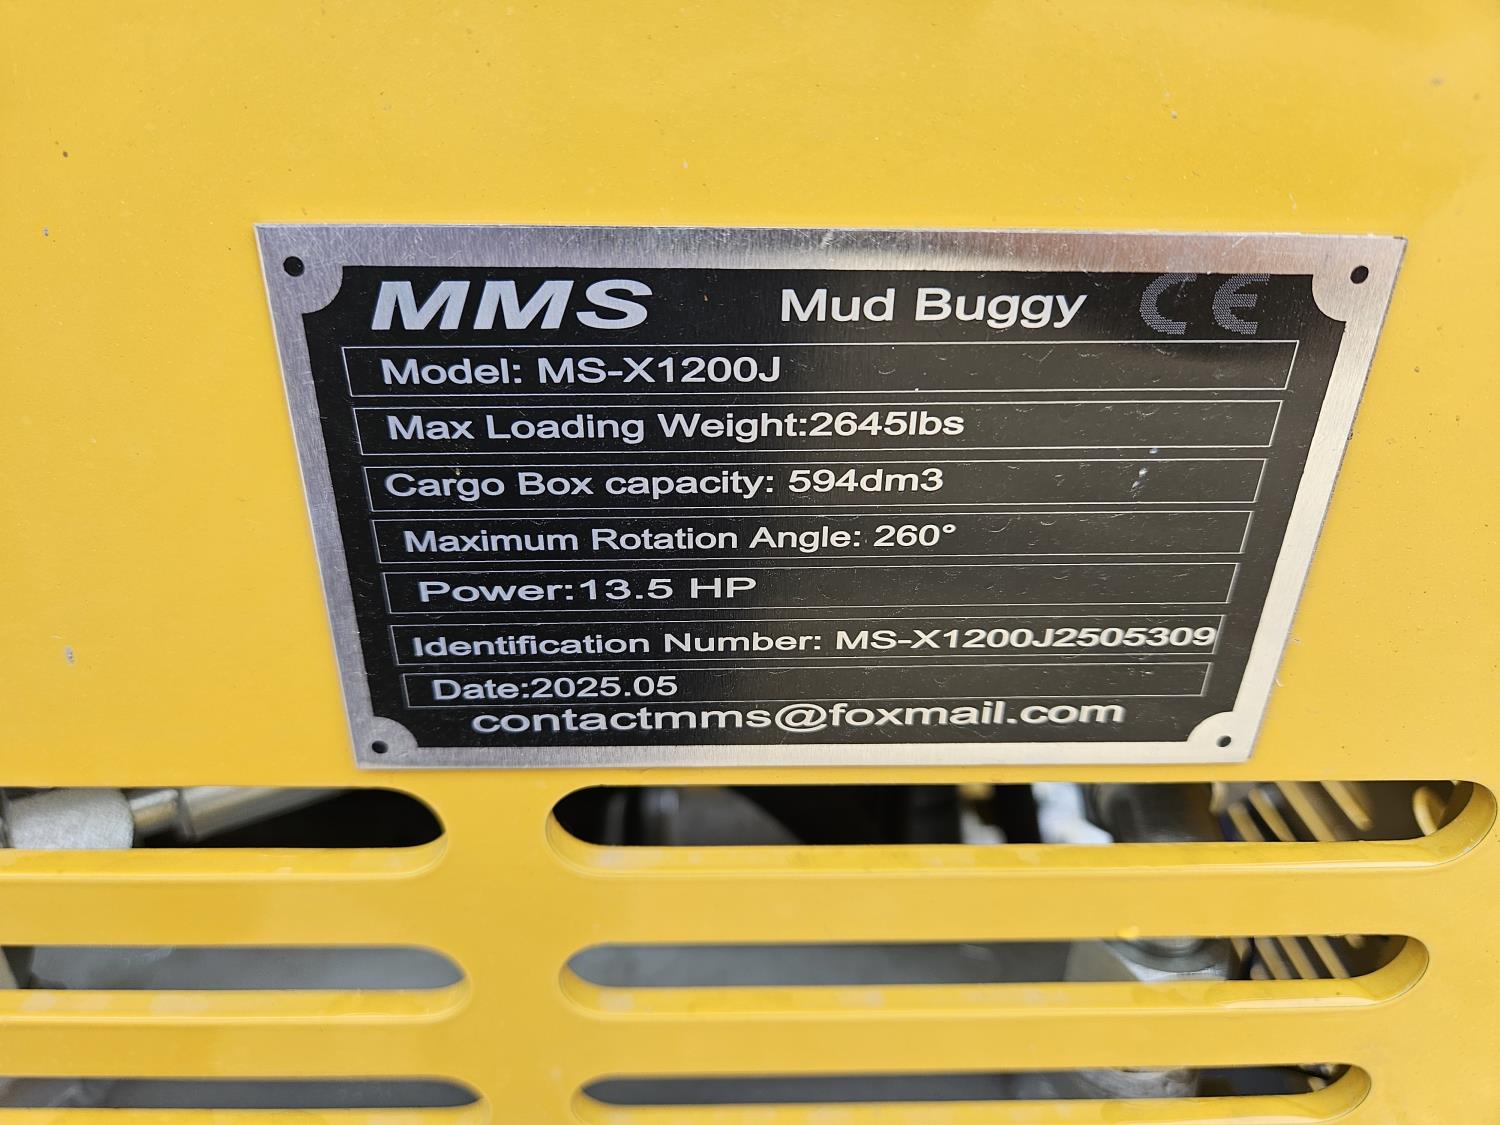 MMS Mud Buggy CE
Model: MS-X1200J
Max Loading Weight:2645lbs
Cargo Box capacity: 594dm3
Maximum Rotation Angle: 260°
Power:13.5 HP
Identification Number: MS-X1200J2505309
Date:2025.05
contactmms@foxmail.com